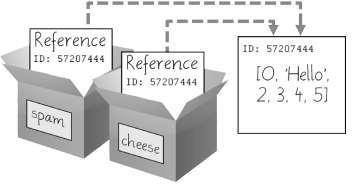 Reference
ID: 57207444
spam
Reference
ID: 57207444
cheese
ID: 57207444
[0, 'Hello',
2, 3, 4, 5]